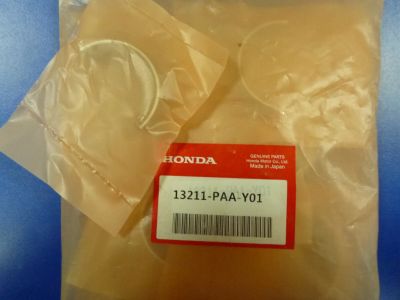 HONDA
GENUINE PARTS
Honda Motor Co., Ltd.
Made in Japan
13211-PAA-Y01